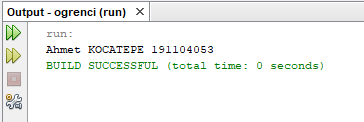 Output - ogrenci (run)
run:
Ahmet KOCATEPE 191104053
BUILD SUCCESSFUL (total time: 0 seconds)